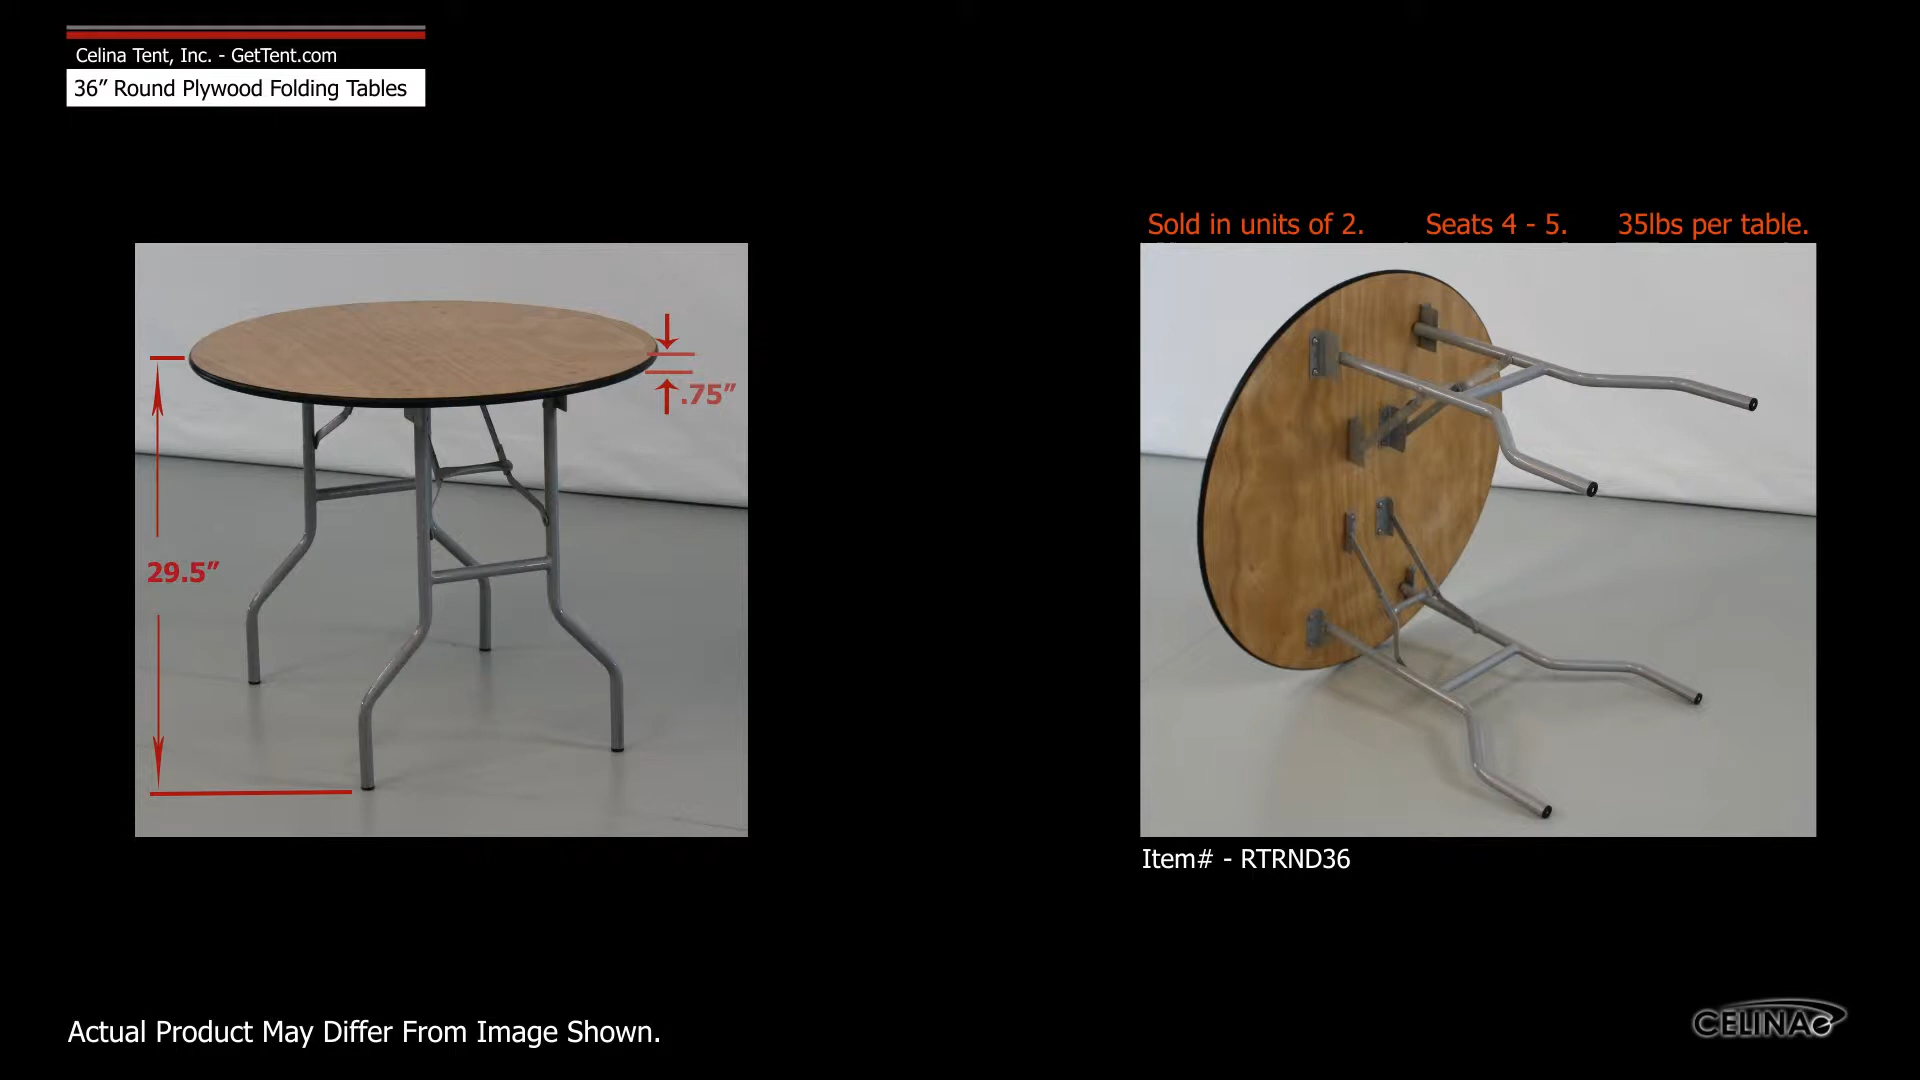 Celina Tent, Inc. - GetTent.com
36” Round Plywood Folding Tables
Sold in units of 2. Seats 4 - 5. 35lbs per table.
.75”
29.5”
Item# - RTRND36
Actual Product May Differ From Image Shown.
CELINA